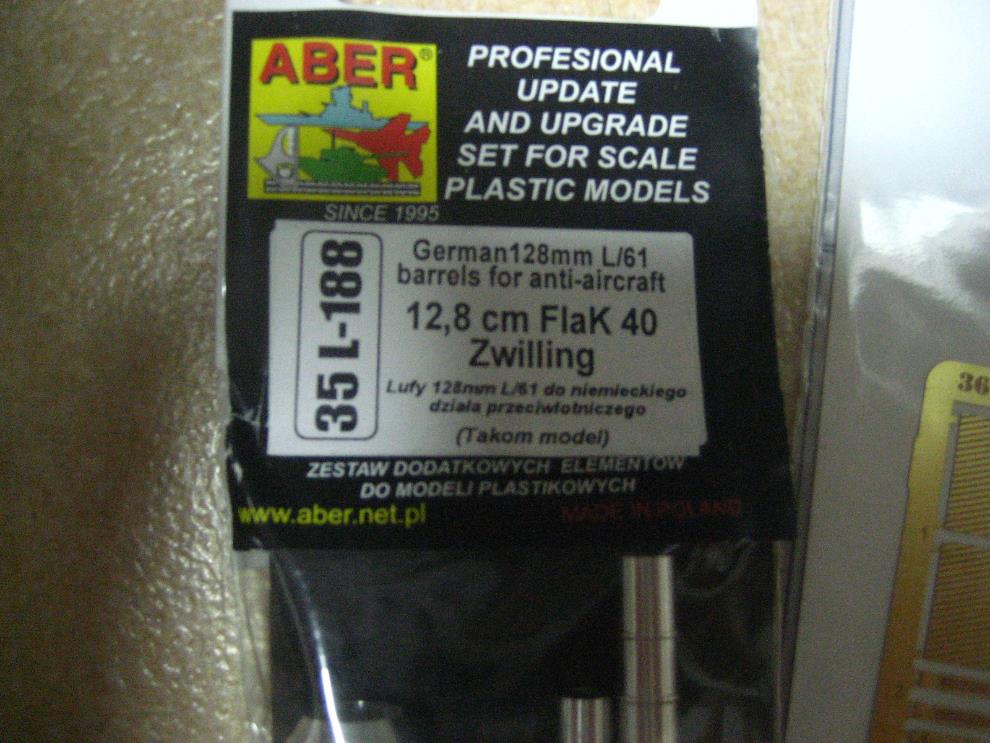 ABER®
PROFESIONAL
UPDATE
AND UPGRADE
SET FOR SCALE
PLASTIC MODELS
SINCE 1995
35 L-188
German128mm L/61
barrels for anti-aircraft
12,8 cm FlaK 40
Zwilling
Lufy 128mm L/61 do niemieckiego
działa przeciwlotniczego
(Takom model)
ZESTAW DODATKOWYCH ELEMENTÓW
DO MODELI PLASTIKOWYCH
www.aber.net.pl
MADE IN POLAND
36